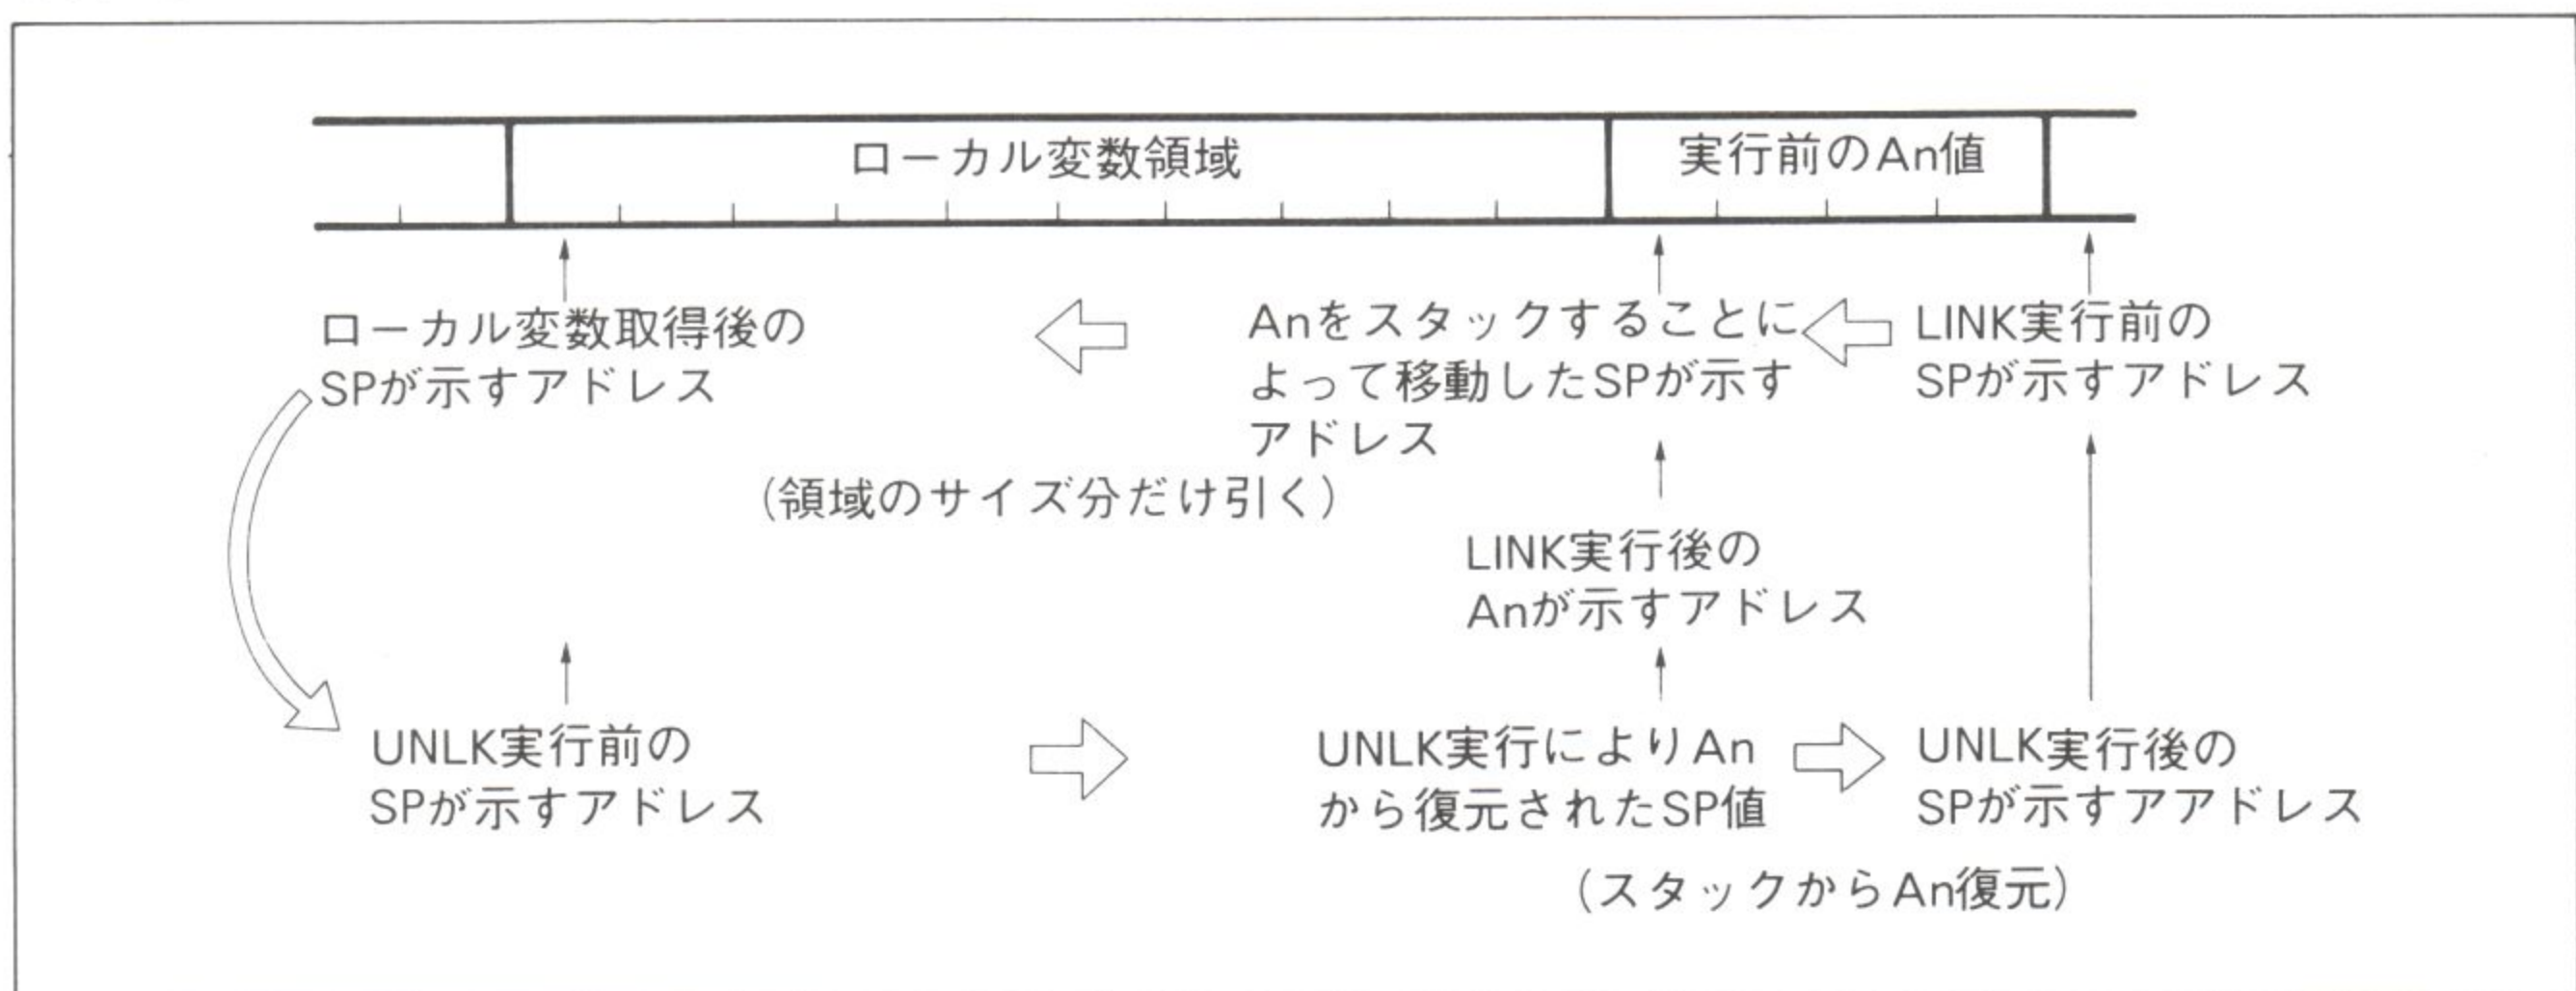 ローカル変数領域
実行前のAn値
ローカル変数取得後の
SPが示すアドレス
Anをスタックすることに
よって移動したSPが示す
アドレス
LINK実行前の
SPが示すアドレス
(領域のサイズ分だけ引く)
LINK実行後の
Anが示すアドレス
UNLK実行前の
SPが示すアドレス
UNLK実行によりAn
から復元されたSP値
UNLK実行後の
SPが示すアアドレス
(スタックからAn復元)